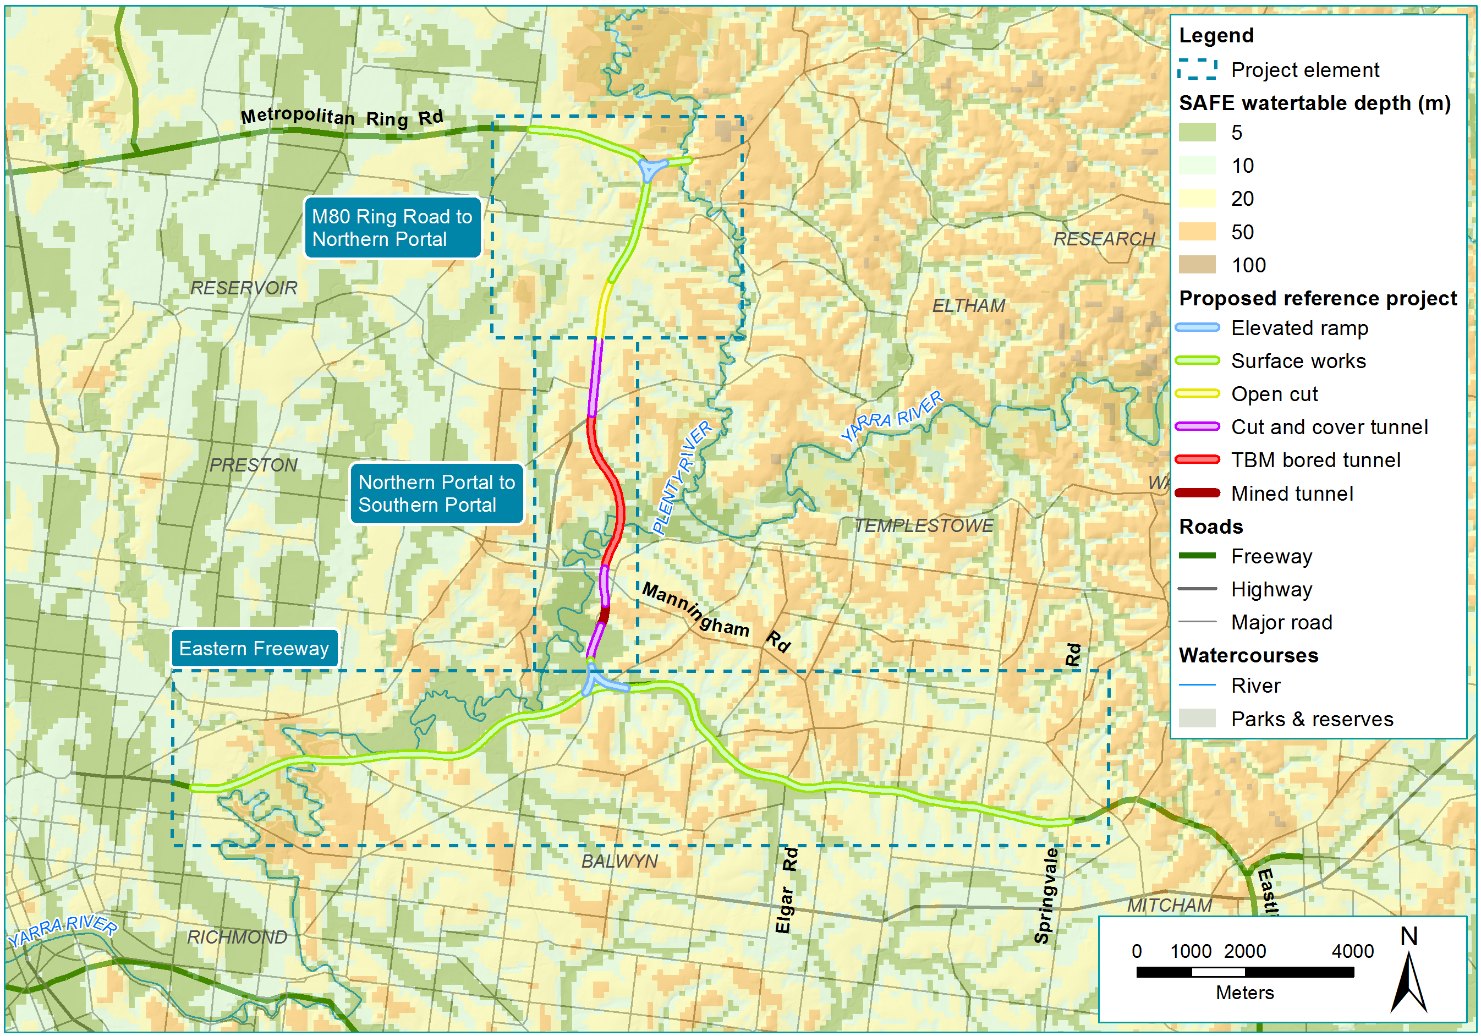 Metropolitan Ring Rd
M80 Ring Road to
Northern Portal
RESERVOIR
RESEARCH
ELTHAM
YARRA RIVER
PRESTON
PLENTY RIVER
Northern Portal to
Southern Portal
WA
TEMPLESTOWE
Manningham Rd
Eastern Freeway
Rd
BALWYN
Elgar Rd
Springvale
Eastl
MITCHAM
YARRA RIVER
RICHMOND
Legend
Project element
SAFE watertable depth (m)
5
10
20
50
100
Proposed reference project
Elevated ramp
Surface works
Open cut
Cut and cover tunnel
TBM bored tunnel
Mined tunnel
Roads
Freeway
Highway
Major road
Watercourses
River
Parks & reserves
0 1000 2000 4000
Meters
N